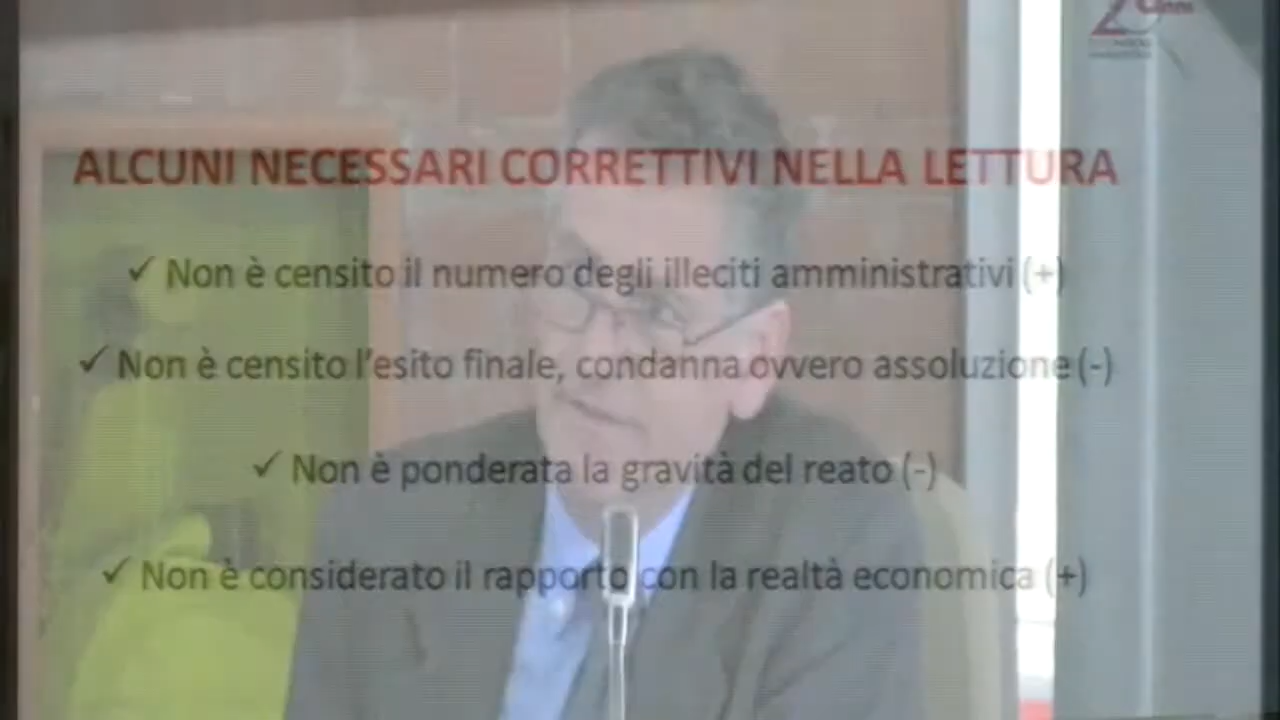 ALCUNI NECESSARI CORRETTIVI NELLA LETTURA
✓ Non è censito il numero degli illeciti amministrativi (+)
✓ Non è censito l'esito finale, condanna ovvero assoluzione (-)
✓ Non è ponderata la gravità del reato (-)
✓ Non è considerato il rapporto con la realtà economica (+)